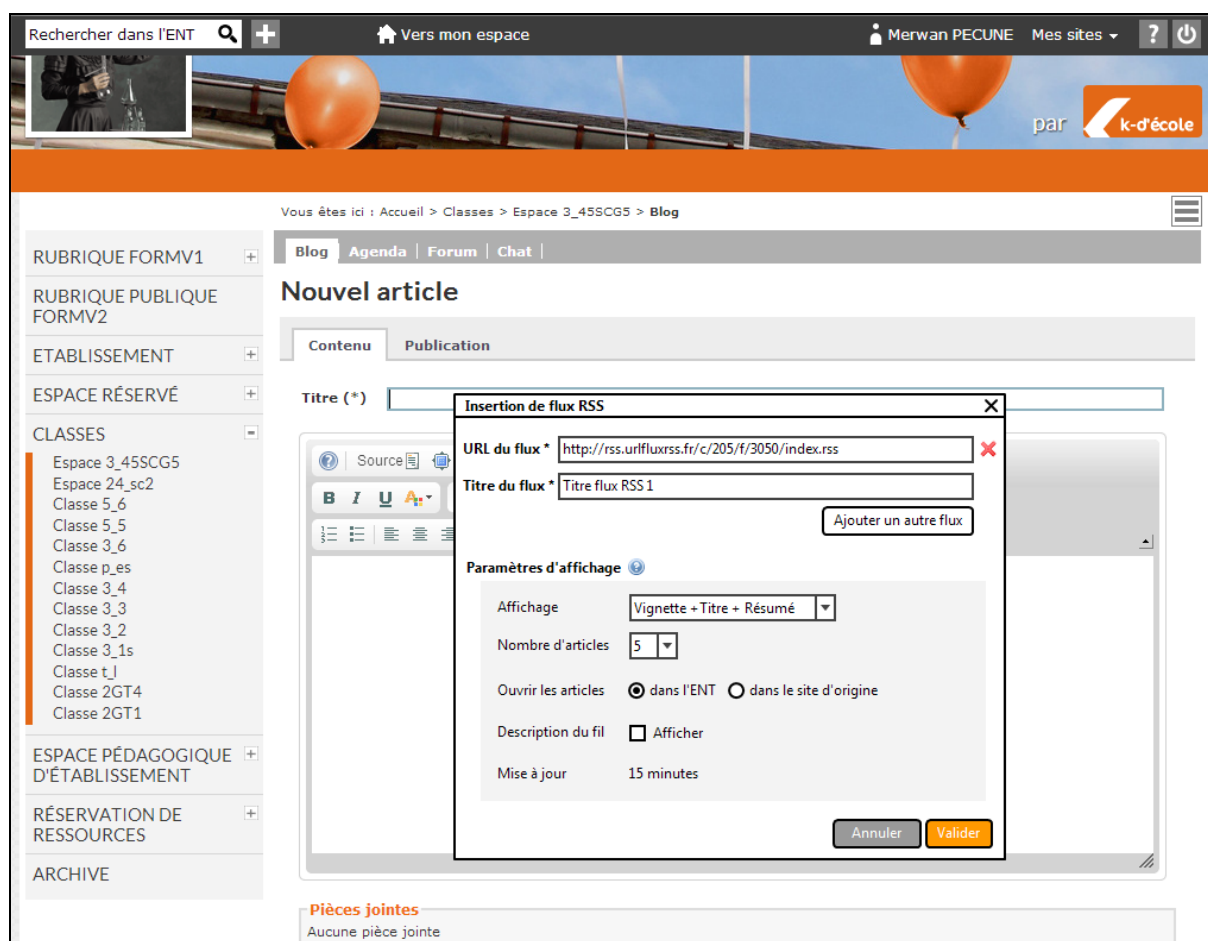 Rechercher dans l'ENT
Vers mon espace
Merwan PECUNE
Mes sites
?
par k-d'école
Vous êtes ici : Accueil > Classes > Espace 3_45SCG5 > Blog
RUBRIQUE FORMV1
RUBRIQUE PUBLIQUE
FORMV2
ETABLISSEMENT
ESPACE RÉSERVÉ
CLASSES
Espace 3_45SCG5
Espace 24_sc2
Classe 5_6
Classe 5_5
Classe 3_6
Classe p_es
Classe 3_4
Classe 3_3
Classe 3_2
Classe 3_1s
Classe t_l
Classe 2GT4
Classe 2GT1
ESPACE PÉDAGOGIQUE
D'ÉTABLISSEMENT
RÉSERVATION DE
RESSOURCES
ARCHIVE
Blog | Agenda | Forum | Chat |
Nouvel article
Contenu Publication
Titre (*)
Source
B I U A
Insertion de flux RSS X
URL du flux * http://rss.urlfluxrss.fr/c/205/f/3050/index.rss
Titre du flux * Titre flux RSS 1
Ajouter un autre flux
Paramètres d'affichage ?
Affichage Vignette + Titre + Résumé
Nombre d'articles 5
Ouvrir les articles dans l'ENT dans le site d'origine
Description du fil Afficher
Mise à jour 15 minutes
Annuler Valider
Pièces jointes
Aucune pièce jointe